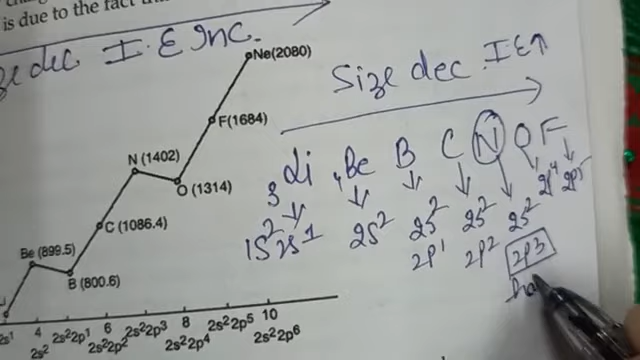 is due to the fact
Size dec I.E Inc.
Size dec. I.E↑
Ne(2080)
F(1684)
N (1402)
O (1314)
C (1086.4)
Be (899.5)
B (800.6)
3Li 4Be B C N O F
1S² 2S¹ 2S² 2S² 2S² 2S² 2p⁴ 2p⁵
2p¹ 2p² 2p3
4 6 8 10
2s² 2s²2p¹ 2s²2p² 2s²2p³ 2s²2p⁴ 2s²2p⁵ 2s²2p⁶